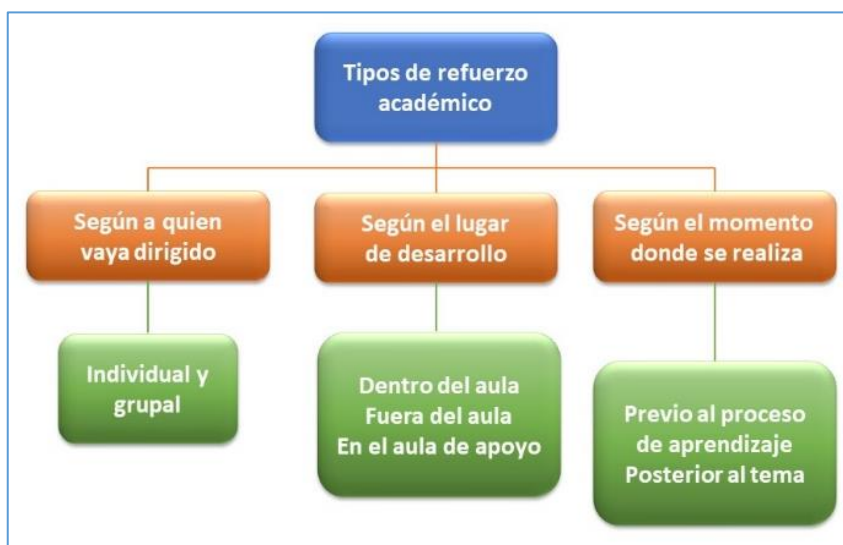 Tipos de refuerzo
académico
Según a quien
vaya dirigido
Según el lugar
de desarrollo
Según el momento
donde se realiza
Individual y
grupal
Dentro del aula
Fuera del aula
En el aula de apoyo
Previo al proceso
de aprendizaje
Posterior al tema